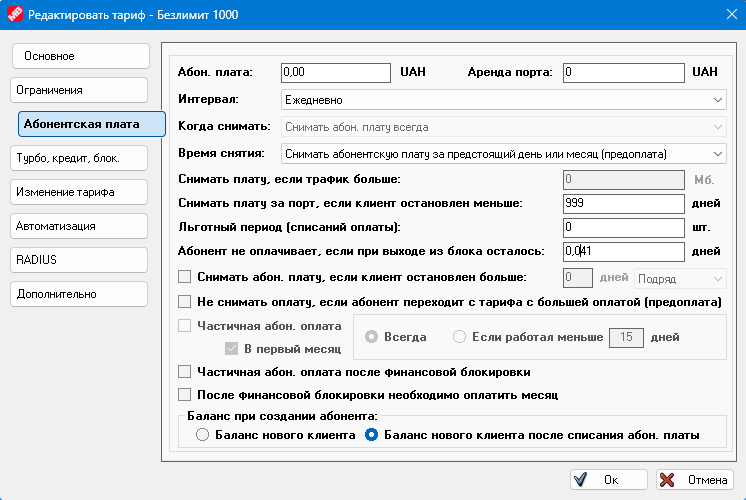 Редактировать тариф - Безлимит 1000
Основное
Ограничения
Абонентская плата
Турбо, кредит, блок.
Изменение тарифа
Автоматизация
RADIUS
Дополнительно
Абон. плата: 0,00 UAH Аренда порта: 0 UAH
Интервал: Ежедневно
Когда снимать: Снимать абон. плату всегда
Время снятия: Снимать абонентскую плату за предстоящий день или месяц (предоплата)
Снимать плату, если трафик больше: 0 Мб.
Снимать плату за порт, если клиент остановлен меньше: 999 дней
Льготный период (списаний оплаты): 0 шт.
Абонент не оплачивает, если при выходе из блока осталось: 0,041 дней
Снимать абон. плату, если клиент остановлен больше: 0 дней Подряд
Не снимать оплату, если абонент переходит с тарифа с большей оплатой (предоплата)
Частичная абон. оплата
В первый месяц
Всегда Если работал меньше 15 дней
Частичная абон. оплата после финансовой блокировки
После финансовой блокировки необходимо оплатить месяц
Баланс при создании абонента:
Баланс нового клиента Баланс нового клиента после списания абон. платы
Ок Отмена